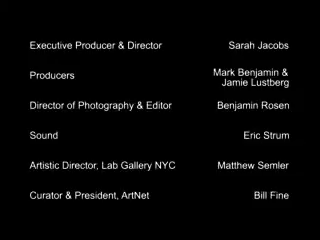 Executive Producer & Director Sarah Jacobs
Producers Mark Benjamin &
Jamie Lustberg
Director of Photography & Editor Benjamin Rosen
Sound Eric Strum
Artistic Director, Lab Gallery NYC Matthew Semler
Curator & President, ArtNet Bill Fine